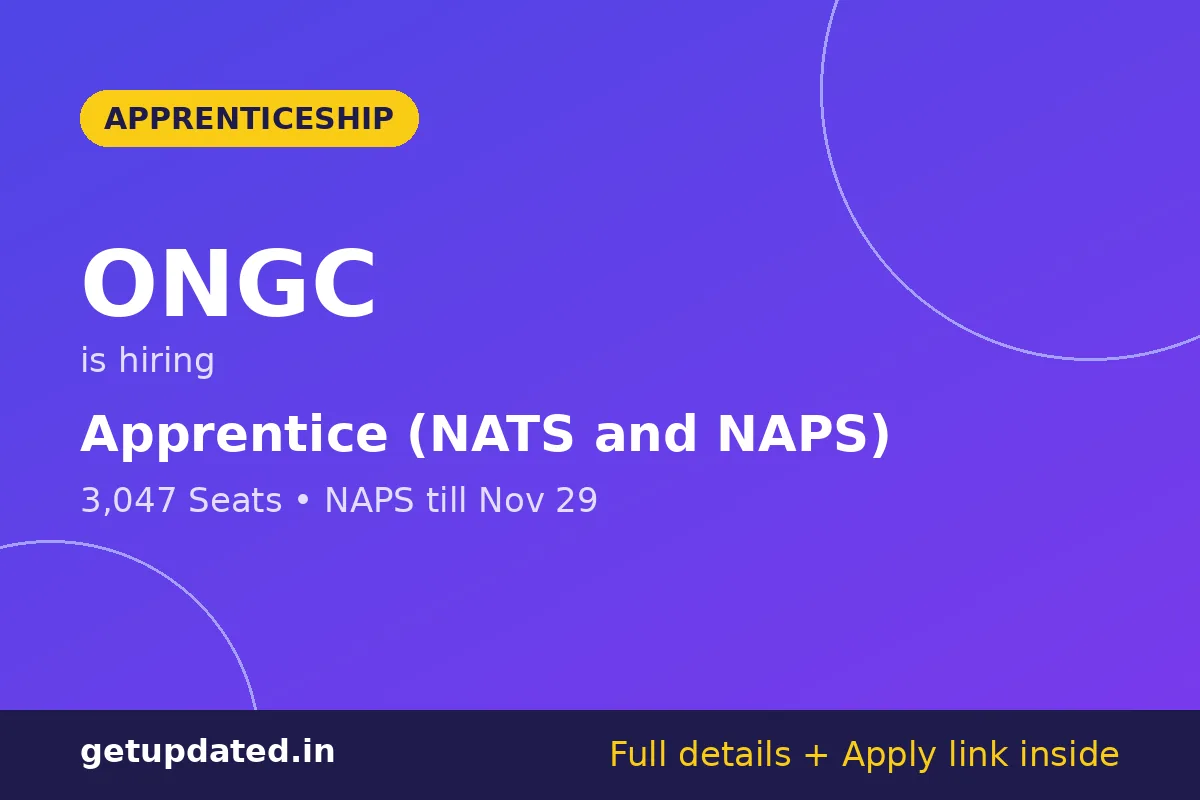 APPRENTICESHIP
ONGC
is hiring
Apprentice (NATS and NAPS)
3,047 Seats • NAPS till Nov 29
getupdated.in
Full details + Apply link inside